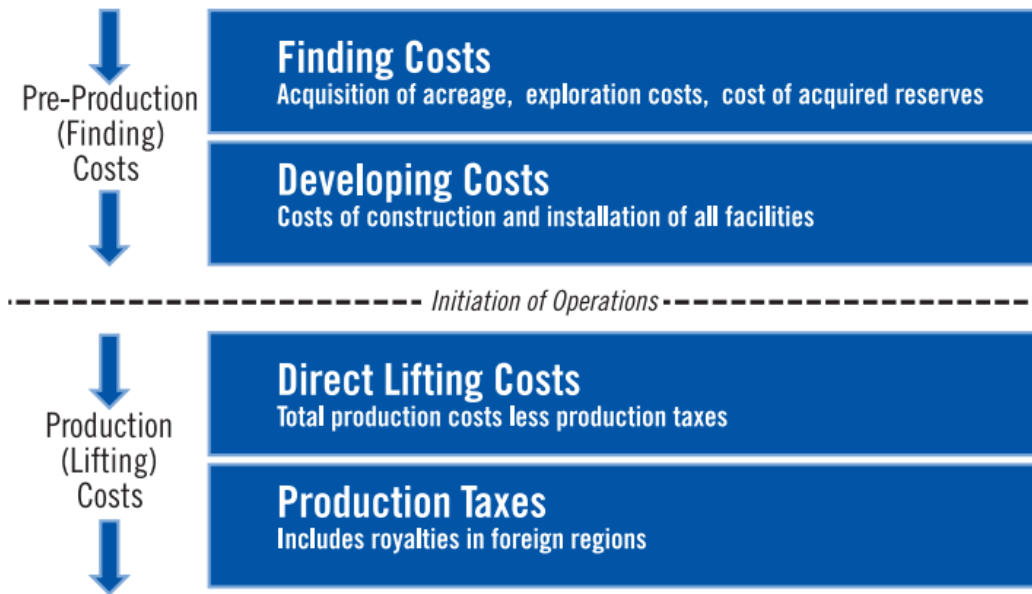 Pre-Production
(Finding)
Costs
Finding Costs
Acquisition of acreage, exploration costs, cost of acquired reserves
Developing Costs
Costs of construction and installation of all facilities
Initiation of Operations
Production
(Lifting)
Costs
Direct Lifting Costs
Total production costs less production taxes
Production Taxes
Includes royalties in foreign regions